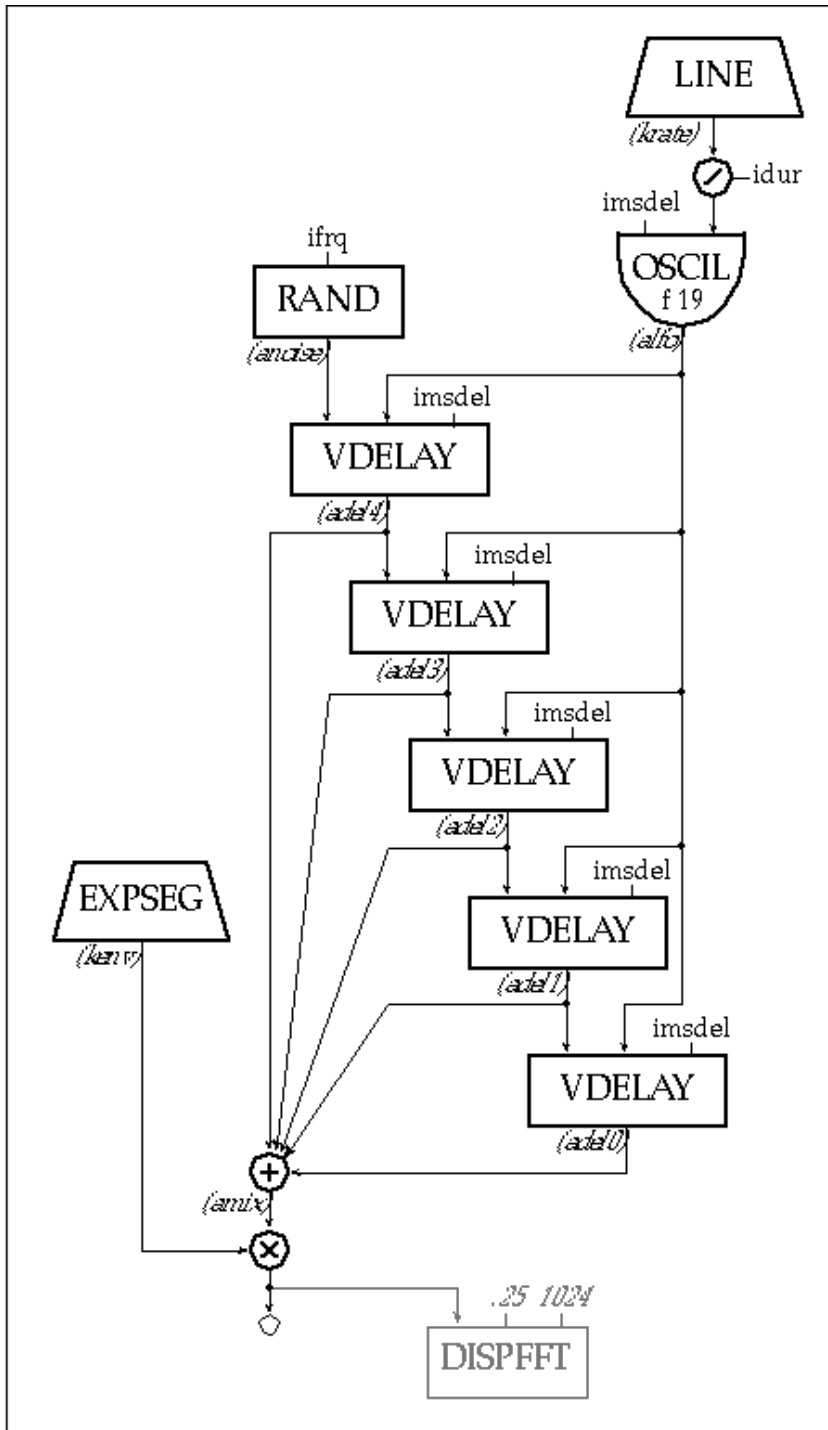 LINE
(krate)
idur
imsdel
OSCIL
f 19
(alfo)
ifrq
RAND
(anoise)
imsdel
VDELAY
(adel4)
imsdel
VDELAY
(adel3)
imsdel
VDELAY
(adel2)
imsdel
EXPSEG
VDELAY
(kenv)
(adel1)
imsdel
VDELAY
(adel0)
+
(amix)
×
.25 1024
DISPFFT